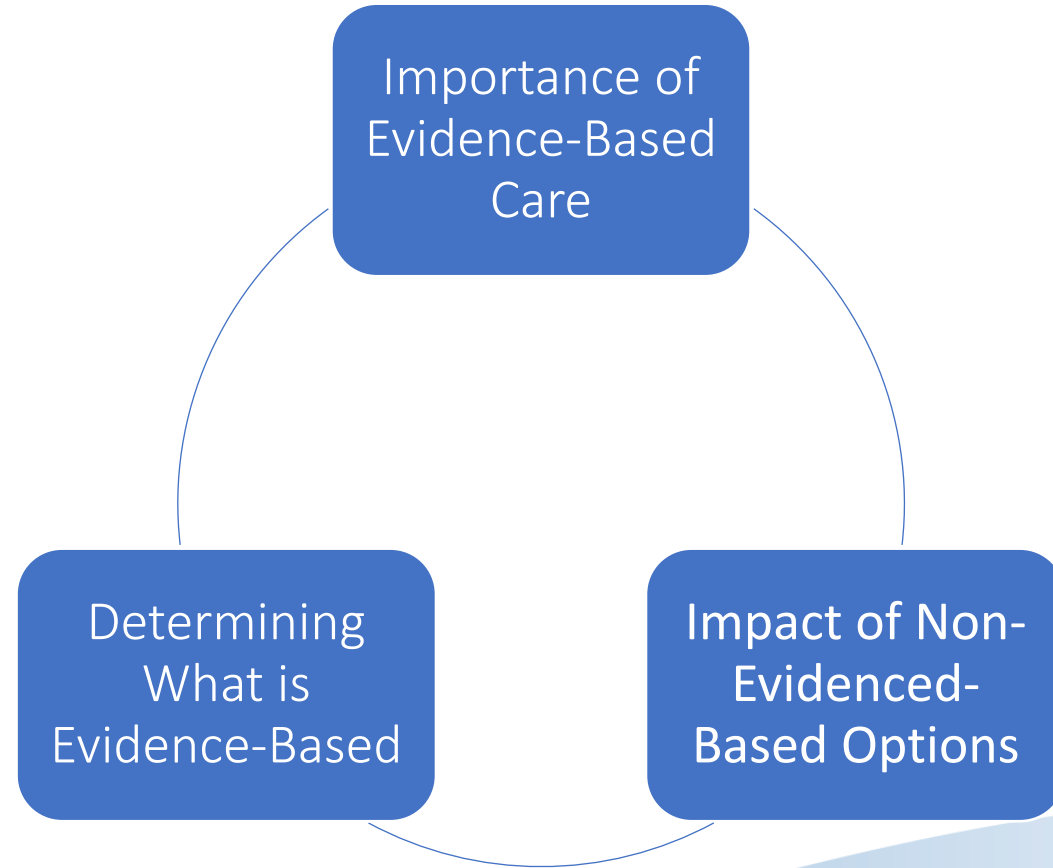 Importance of
Evidence-Based
Care
Impact of Non-
Evidenced-
Based Options
Determining
What is
Evidence-Based